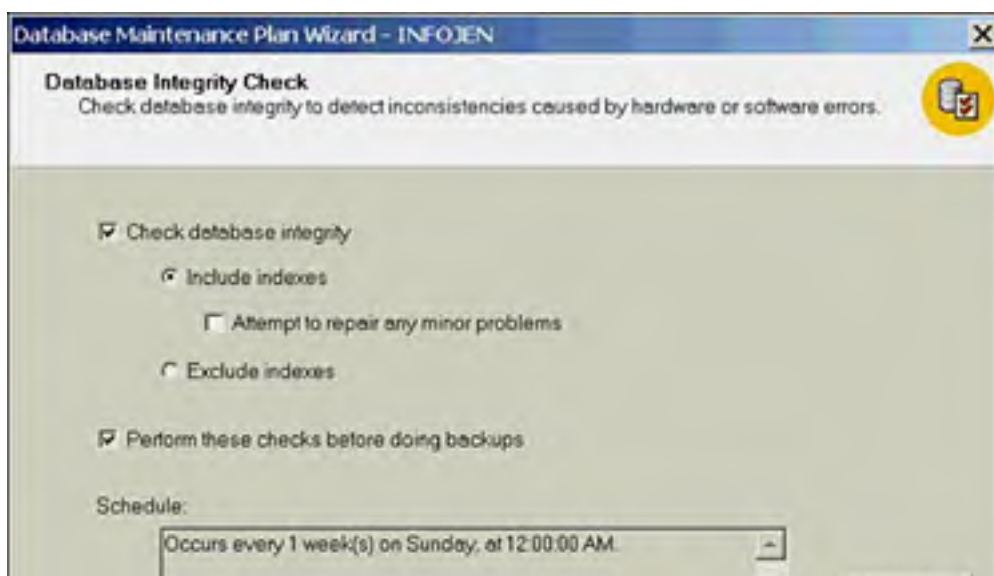 Database Maintenance Plan Wizard - INFOJEN
Database Integrity Check
Check database integrity to detect inconsistencies caused by hardware or software errors.
Check database integrity
Include indexes
Attempt to repair any minor problems
Exclude indexes
Perform these checks before doing backups
Schedule:
Occurs every 1 week(s) on Sunday, at 12:00:00 AM.